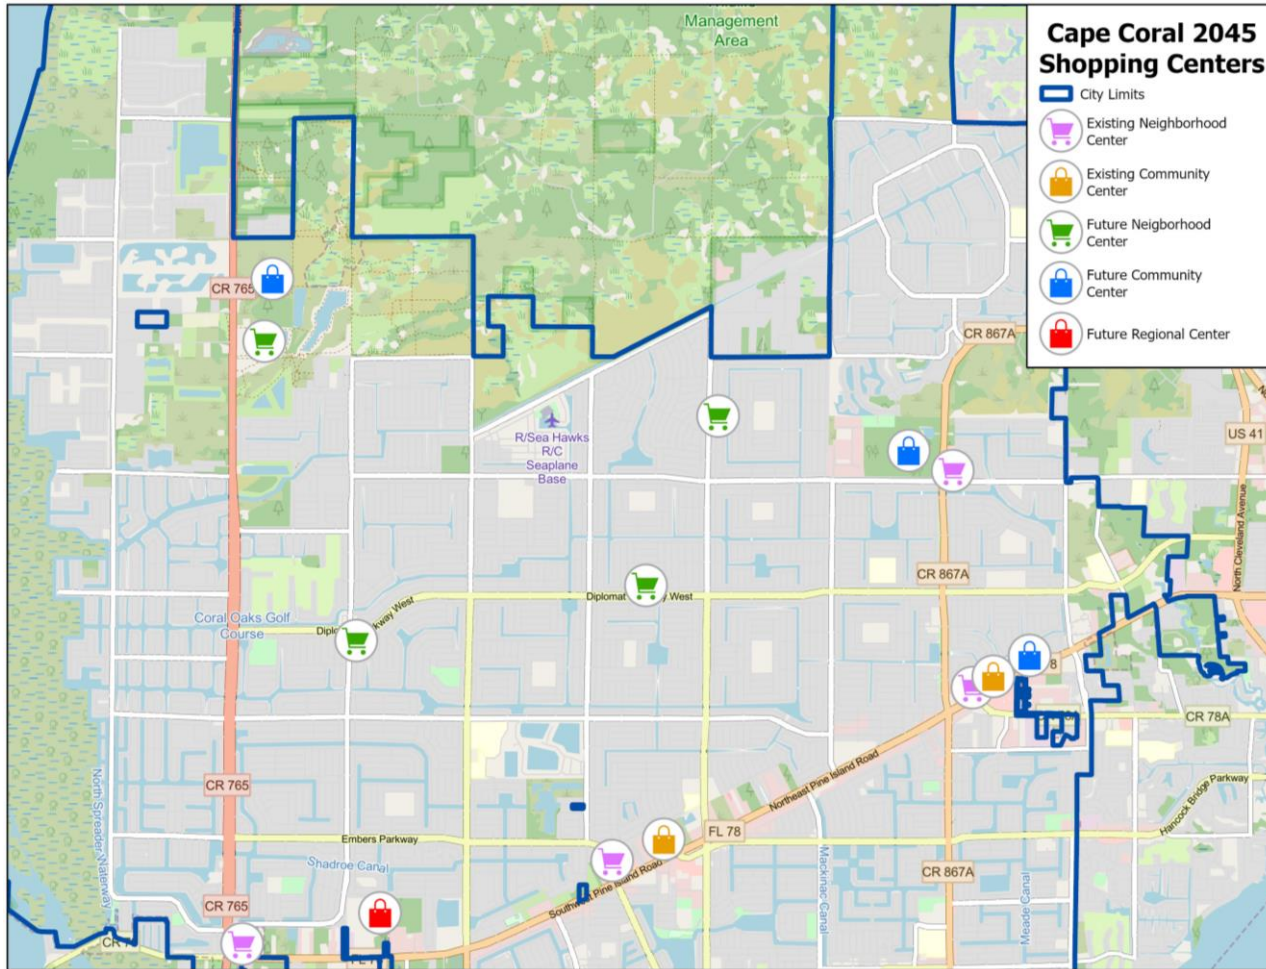 Management
Area
Cape Coral 2045
Shopping Centers
City Limits
Existing Neighborhood
Center
Existing Community
Center
Future Neigborhood
Center
Future Community
Center
Future Regional Center
CR 765
CR 867A
US 41
R/Sea Hawks
R/C
Seaplane
Base
North Cleveland Avenue
CR 867A
Diplomat
West
Coral Oaks Golf
Course
Parkway West
CR 78A
CR 765
North Spreader Waterway
Northeast Pine Island Road
Hancock Bridge Parkway
Embers Parkway
FL 78
Shadroe Canal
Southwest Pine Island Road
Mackinac Canal
CR 867A
Meade Canal
CR 765